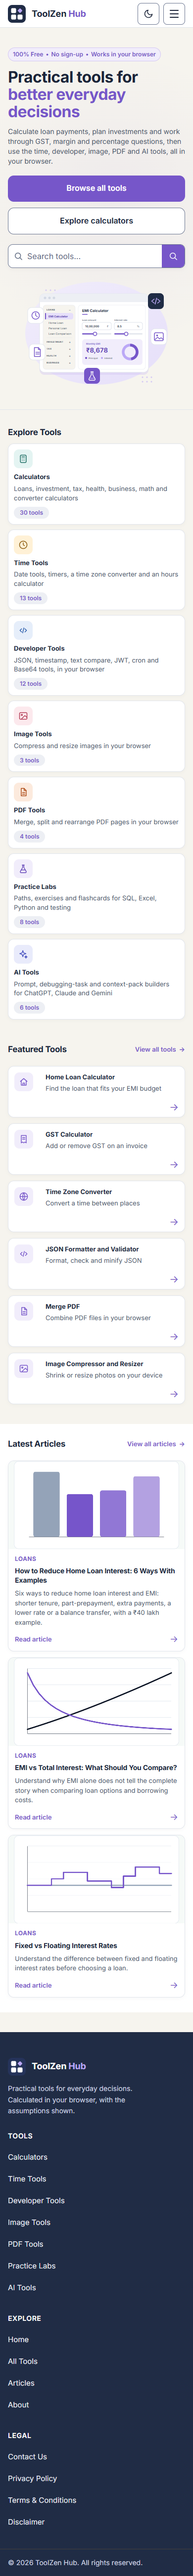 ToolZen Hub
100% Free • No sign-up • Works in your browser
Practical tools for
better everyday
decisions
Calculate loan payments, plan investments and work
through GST, margin and percentage questions, then
use the time, developer, image, PDF and AI tools, all in
your browser.
Browse all tools
Explore calculators
Search tools...
EMI Calculator
₹8,678
Explore Tools
Calculators
Loans, investment, tax, health, business, math and
converter calculators
30 tools
Time Tools
Date tools, timers, a time zone converter and an hours
calculator
13 tools
Developer Tools
JSON, timestamp, text compare, JWT, cron and
Base64 tools, in your browser
12 tools
Image Tools
Compress and resize images in your browser
3 tools
PDF Tools
Merge, split and rearrange PDF pages in your browser
4 tools
Practice Labs
Paths, exercises and flashcards for SQL, Excel,
Python and testing
8 tools
AI Tools
Prompt, debugging-task and context-pack builders
for ChatGPT, Claude and Gemini
6 tools
Featured Tools
View all tools →
Home Loan Calculator
Find the loan that fits your EMI budget
GST Calculator
Add or remove GST on an invoice
Time Zone Converter
Convert a time between places
JSON Formatter and Validator
Format, check and minify JSON
Merge PDF
Combine PDF files in your browser
Image Compressor and Resizer
Shrink or resize photos on your device
Latest Articles
View all articles →
LOANS
How to Reduce Home Loan Interest: 6 Ways With
Examples
Six ways to reduce home loan interest and EMI:
shorter tenure, part-prepayment, extra payments, a
lower rate or a balance transfer, with a ₹40 lakh
example.
Read article
LOANS
EMI vs Total Interest: What Should You Compare?
Understand why EMI alone does not tell the complete
story when comparing loan options and borrowing
costs.
Read article
LOANS
Fixed vs Floating Interest Rates
Understand the difference between fixed and floating
interest rates before choosing a loan.
Read article
ToolZen Hub
Practical tools for everyday decisions.
Calculated in your browser, with the
assumptions shown.
TOOLS
Calculators
Time Tools
Developer Tools
Image Tools
PDF Tools
Practice Labs
AI Tools
EXPLORE
Home
All Tools
Articles
About
LEGAL
Contact Us
Privacy Policy
Terms & Conditions
Disclaimer
© 2026 ToolZen Hub. All rights reserved.